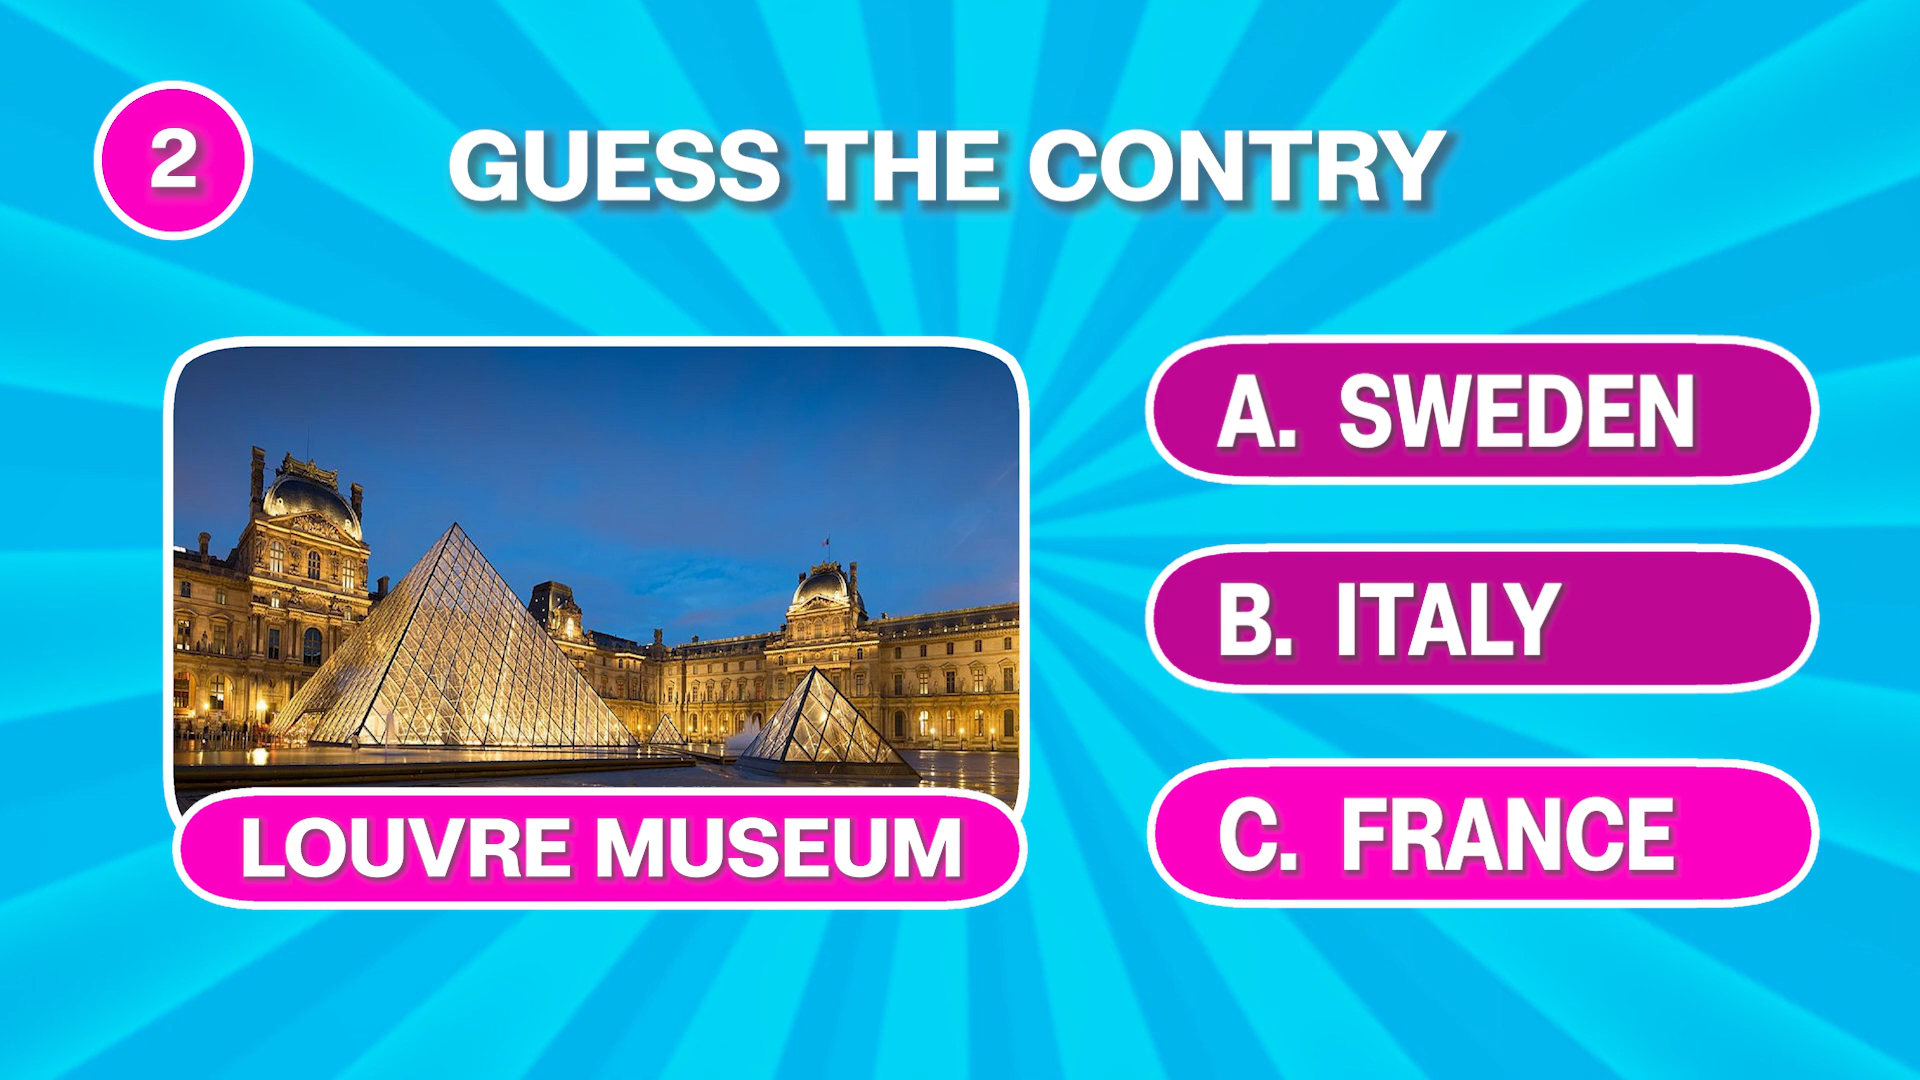 2
GUESS THE CONTRY
A. SWEDEN
B. ITALY
C. FRANCE
LOUVRE MUSEUM